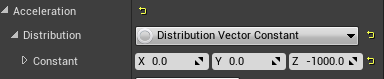 Acceleration
Distribution Distribution Vector Constant
Constant X 0.0 Y 0.0 Z -1000.0